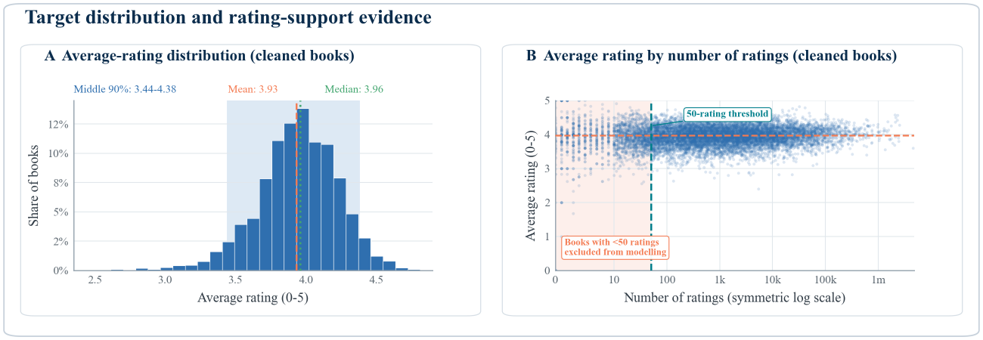 Target distribution and rating-support evidence
A Average-rating distribution (cleaned books)
Middle 90%: 3.44-4.38 Mean: 3.93 Median: 3.96
12%
10%
8%
5%
2%
0%
Share of books
2.5 3.0 3.5 4.0 4.5
Average rating (0-5)
B Average rating by number of ratings (cleaned books)
5
4
3
2
1
0
Average rating (0-5)
50-rating threshold
Books with <50 ratings
excluded from modelling
0 10 100 1k 10k 100k 1m
Number of ratings (symmetric log scale)